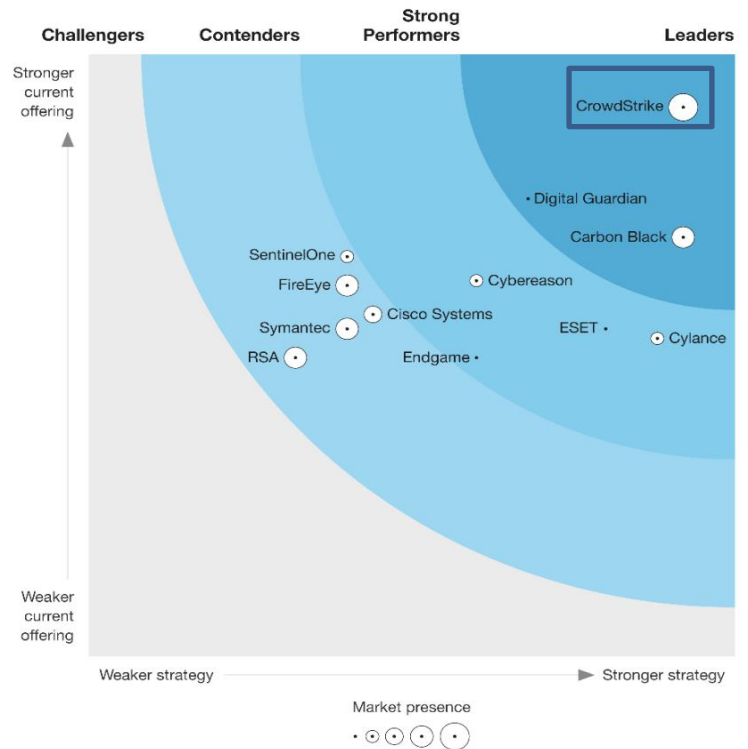 Challengers
Contenders
Strong
Performers
Leaders
Stronger
current
offering
CrowdStrike
Digital Guardian
Carbon Black
SentinelOne
Cybereason
FireEye
Cisco Systems
Symantec
ESET
Cylance
RSA
Endgame
Weaker
current
offering
Weaker strategy
Stronger strategy
Market presence